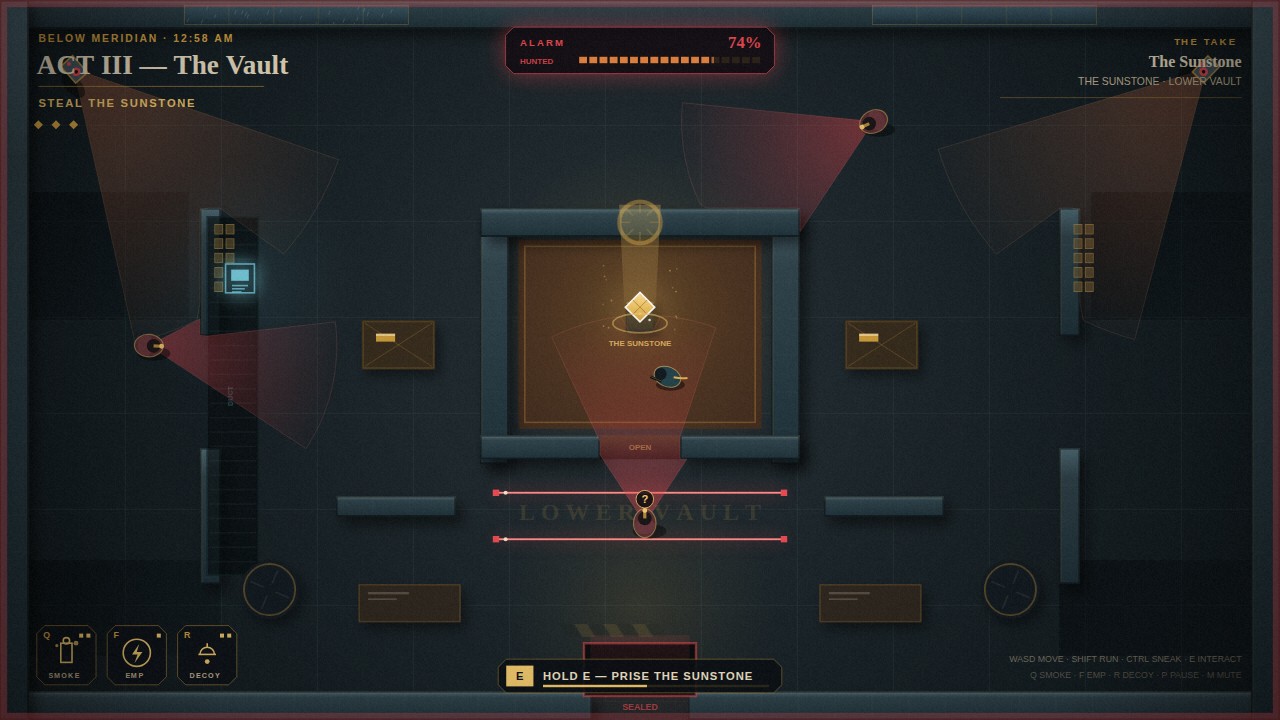 BELOW MERIDIAN · 12:58 AM
ACT III — The Vault
STEAL THE SUNSTONE
ALARM
74%
HUNTED
THE TAKE
The Sunstone
THE SUNSTONE · LOWER VAULT
THE SUNSTONE
DUCT
OPEN
?
LOWER VAULT
Q
SMOKE
F
EMP
R
DECOY
E
HOLD E — PRISE THE SUNSTONE
SEALED
WASD MOVE · SHIFT RUN · CTRL SNEAK · E INTERACT
Q SMOKE · F EMP · R DECOY · P PAUSE · M MUTE